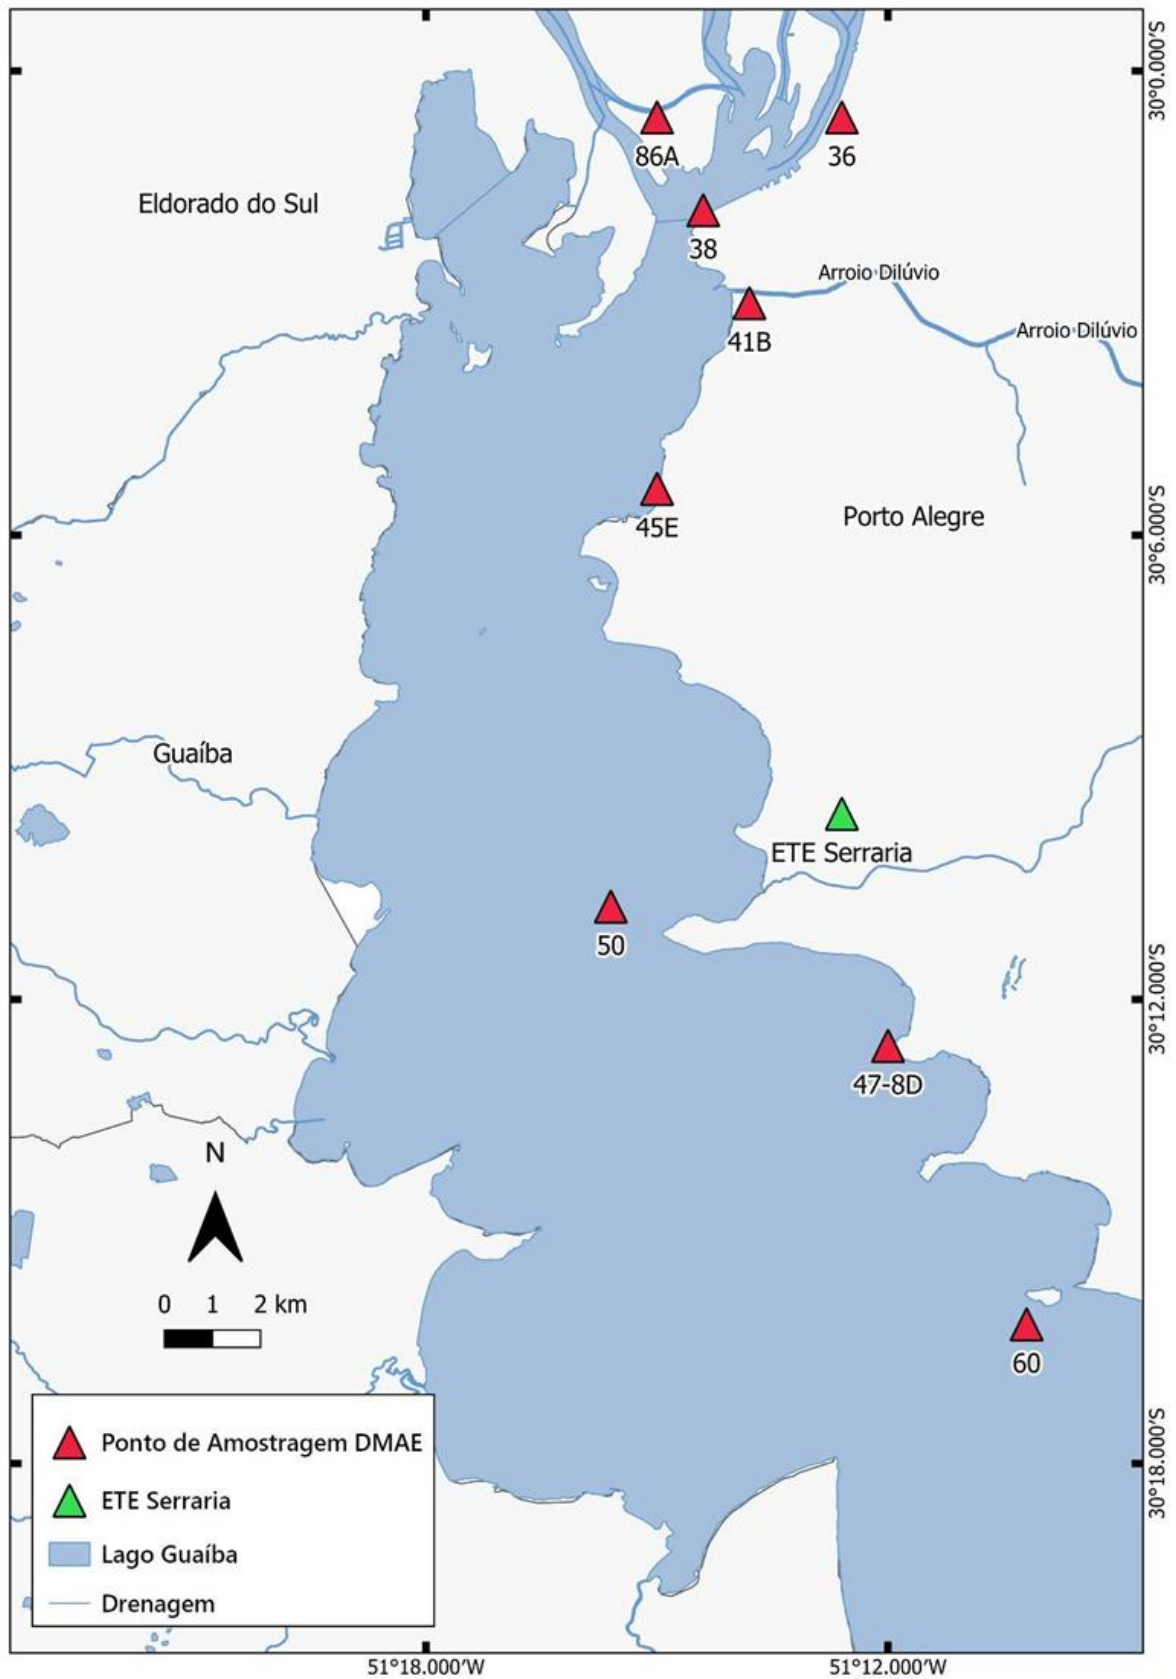 30°0.000'S
86A
36
Eldorado do Sul
38
Arroio Dilúvio
Arroio Dilúvio
41B
45E
Porto Alegre
30°6.000'S
Guaíba
ETE Serraria
50
30°12.000'S
47-8D
N
0 1 2 km
60
30°18.000'S
Ponto de Amostragem DMAE
ETE Serraria
Lago Guaíba
Drenagem
51°18.000'W
51°12.000'W